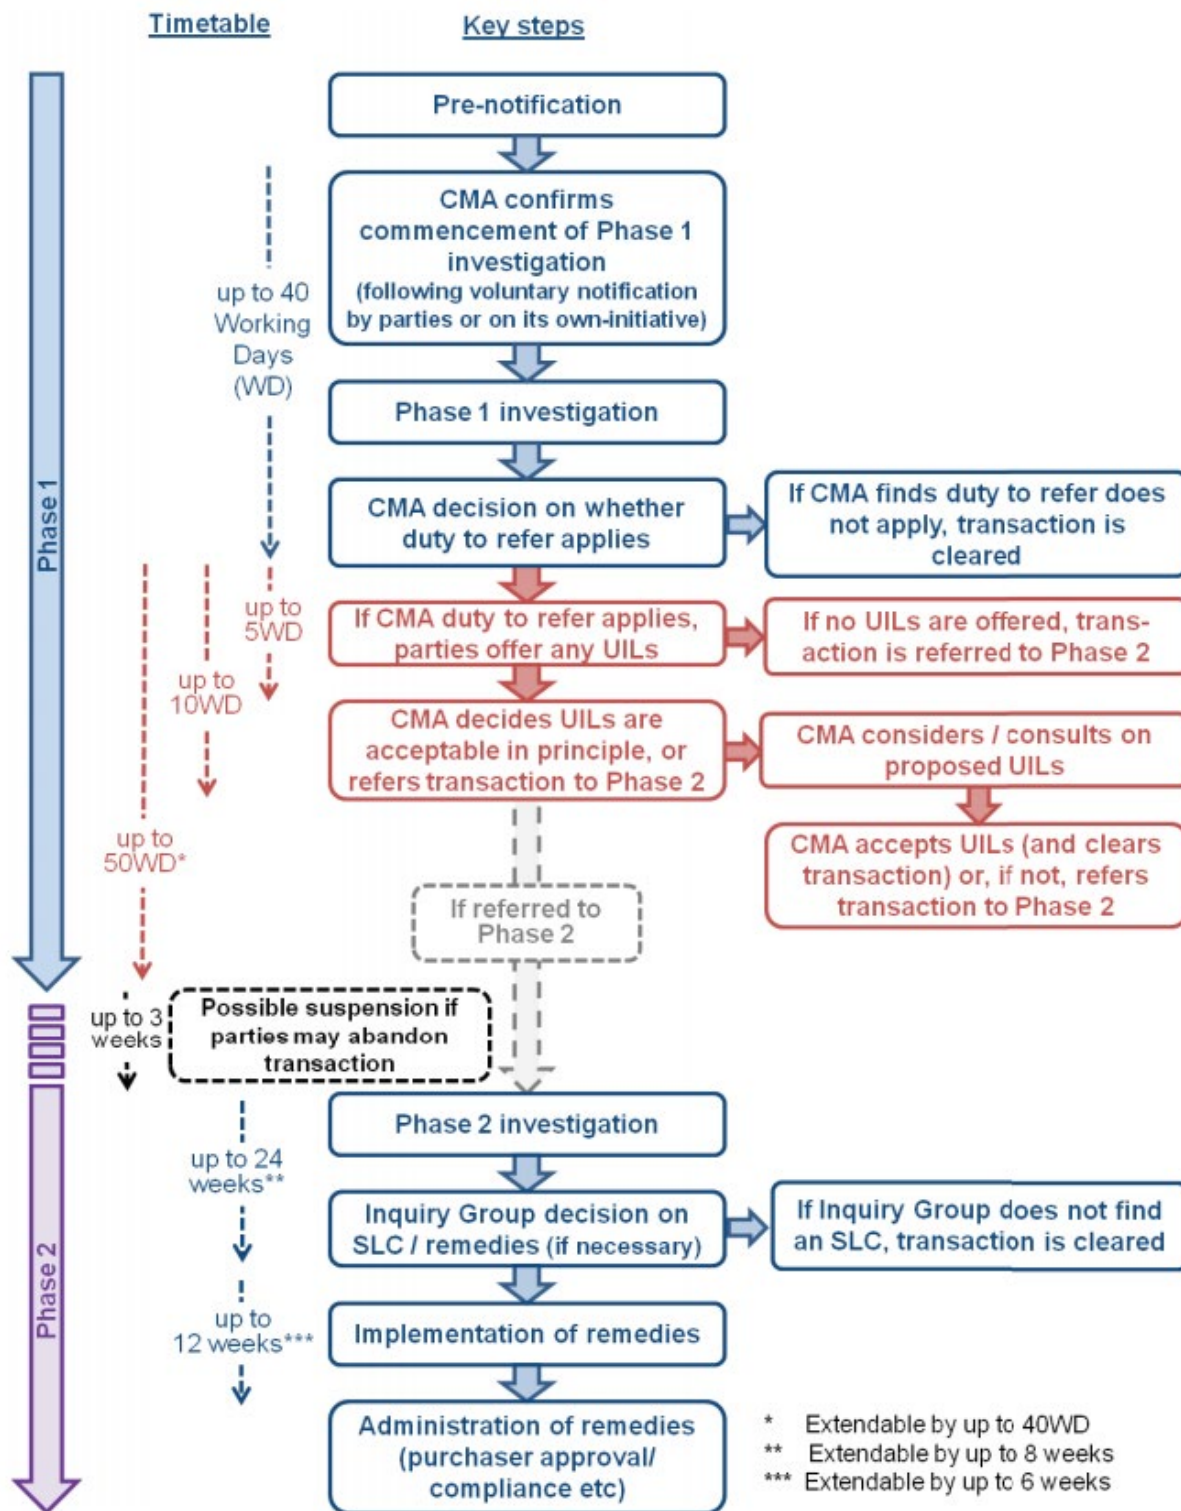 Timetable
Key steps
Pre-notification
CMA confirms
commencement of Phase 1
investigation
(following voluntary notification
by parties or on its own-initiative)
up to 40
Working
Days
(WD)
Phase 1 investigation
Phase 1
CMA decision on whether
duty to refer applies
If CMA finds duty to refer does
not apply, transaction is
cleared
up to
5WD
If CMA duty to refer applies,
parties offer any UILs
If no UILs are offered, trans-
action is referred to Phase 2
up to
10WD
CMA decides UILs are
acceptable in principle, or
refers transaction to Phase 2
CMA considers / consults on
proposed UILs
up to
50WD*
CMA accepts UILs (and clears
transaction) or, if not, refers
transaction to Phase 2
If referred to
Phase 2
up to 3
weeks
Possible suspension if
parties may abandon
transaction
Phase 2 investigation
up to 24
weeks**
Inquiry Group decision on
SLC / remedies (if necessary)
If Inquiry Group does not find
an SLC, transaction is cleared
Phase 2
up to
12 weeks***
Implementation of remedies
Administration of remedies
(purchaser approval/
compliance etc)
* Extendable by up to 40WD
** Extendable by up to 8 weeks
*** Extendable by up to 6 weeks